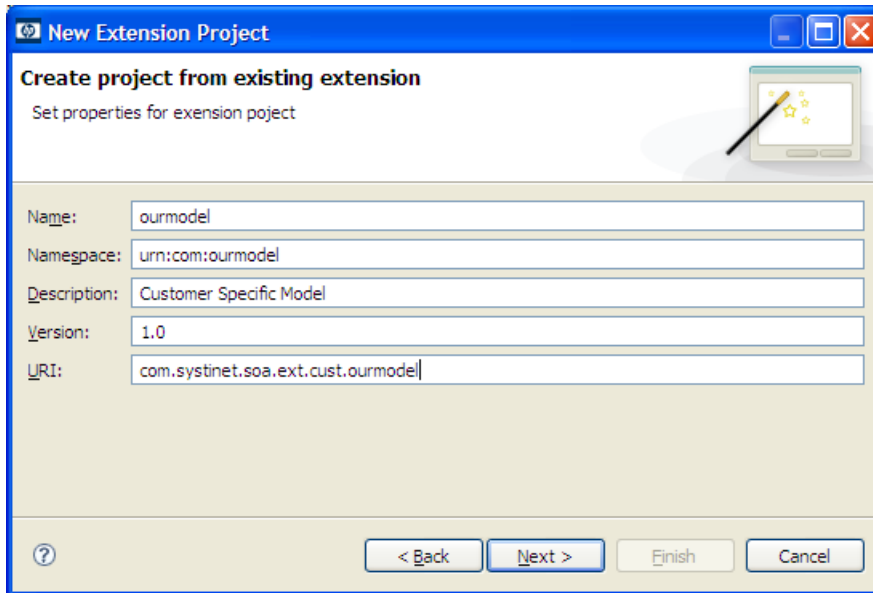 New Extension Project
Create project from existing extension
Set properties for exension poject
Name: ourmodel
Namespace: urn:com:ourmodel
Description: Customer Specific Model
Version: 1.0
URI: com.systinet.soa.ext.cust.ourmodel
? < Back Next > Finish Cancel